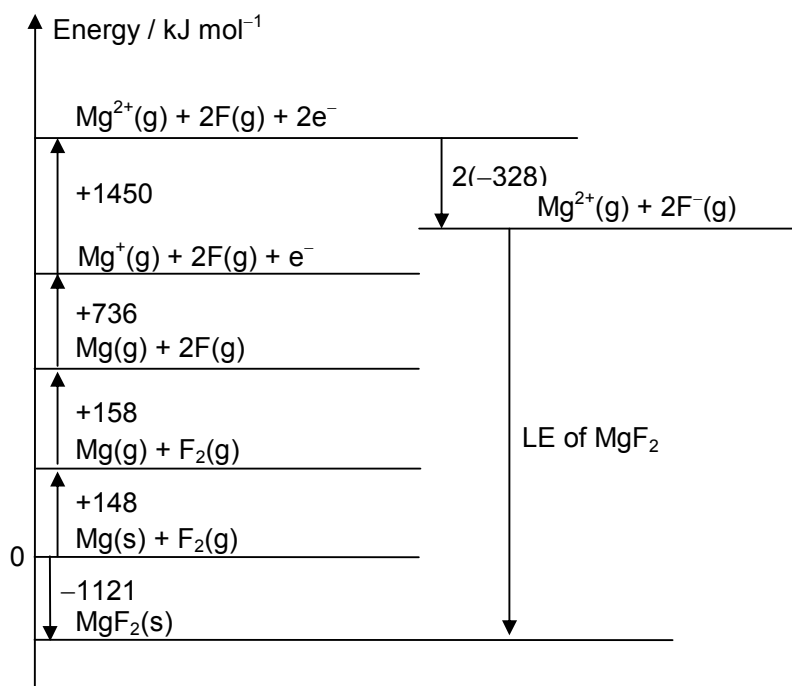 Energy / kJ mol⁻¹
Mg²⁺(g) + 2F(g) + 2e⁻
2(−328)
+1450
Mg²⁺(g) + 2F⁻(g)
Mg⁺(g) + 2F(g) + e⁻
+736
Mg(g) + 2F(g)
+158
LE of MgF₂
Mg(g) + F₂(g)
+148
Mg(s) + F₂(g)
0
−1121
MgF₂(s)